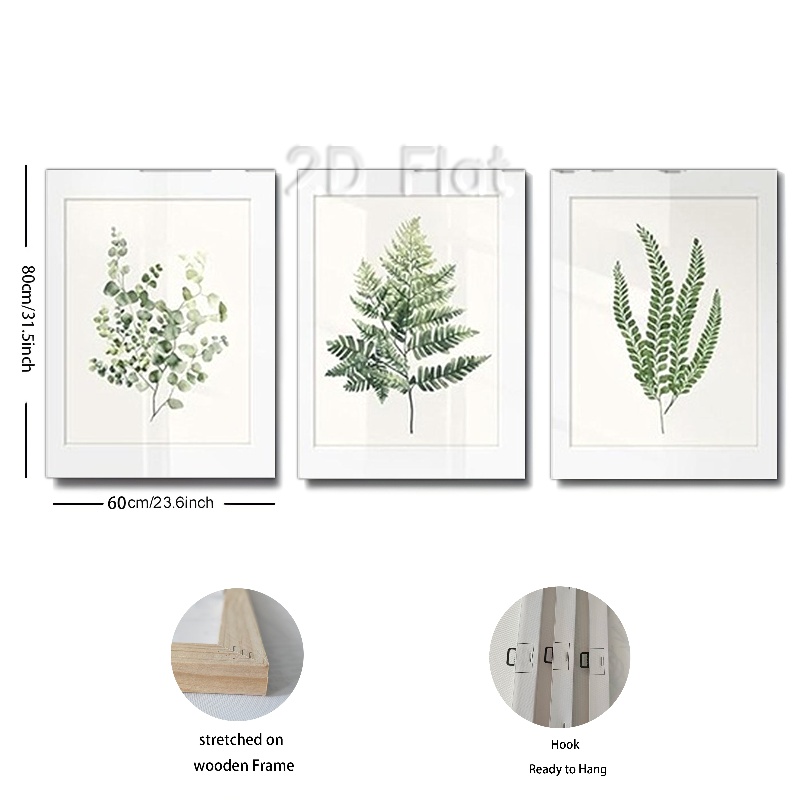 2D Flat
80cm/31.5inch
60cm/23.6inch
stretched on
wooden Frame
Hook
Ready to Hang